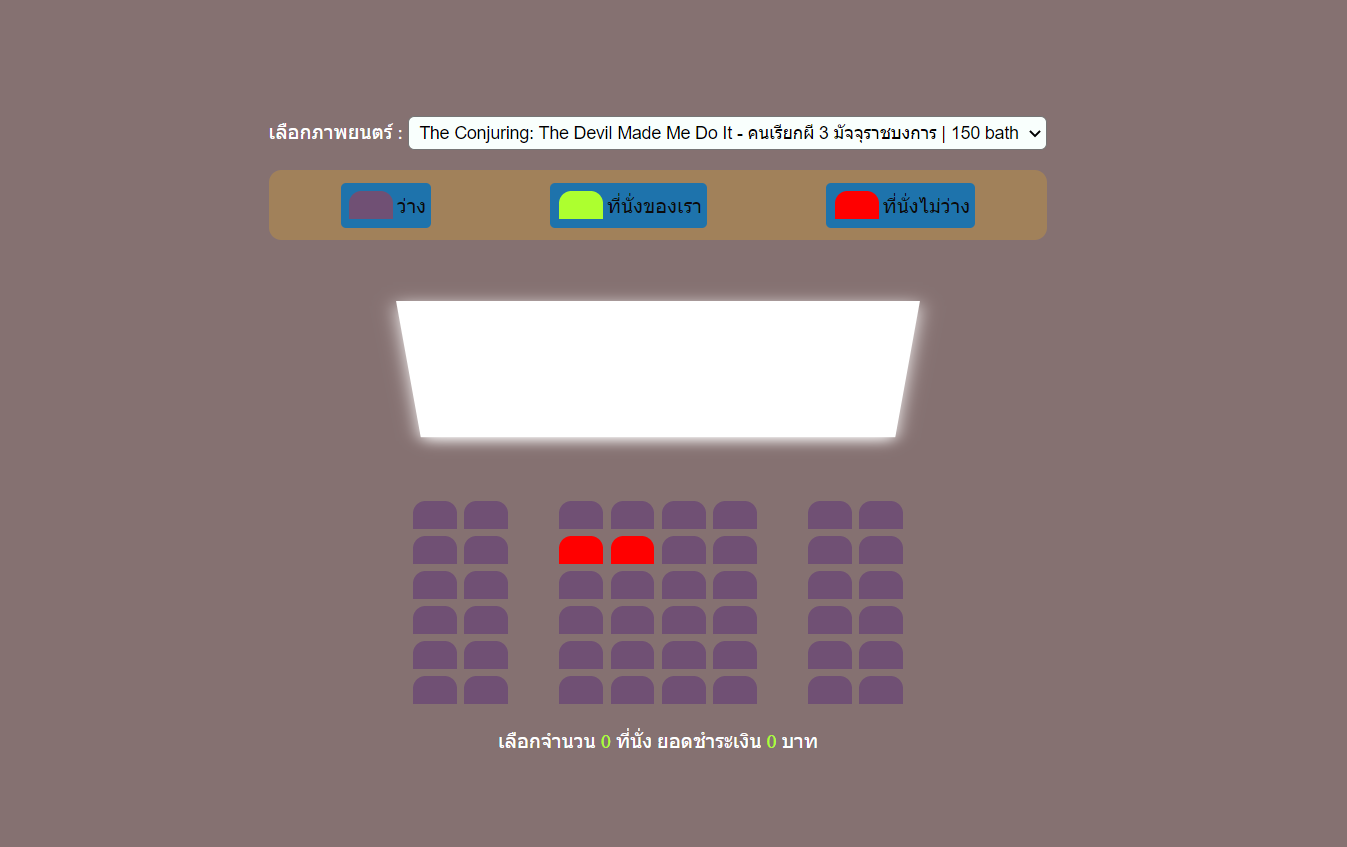 เลือกภาพยนตร์ : The Conjuring: The Devil Made Me Do It - คนเรียกผี 3 มัจจุราชบงการ | 150 bath
ว่าง ที่นั่งของเรา ที่นั่งไม่ว่าง
เลือกจำนวน 0 ที่นั่ง ยอดชำระเงิน 0 บาท